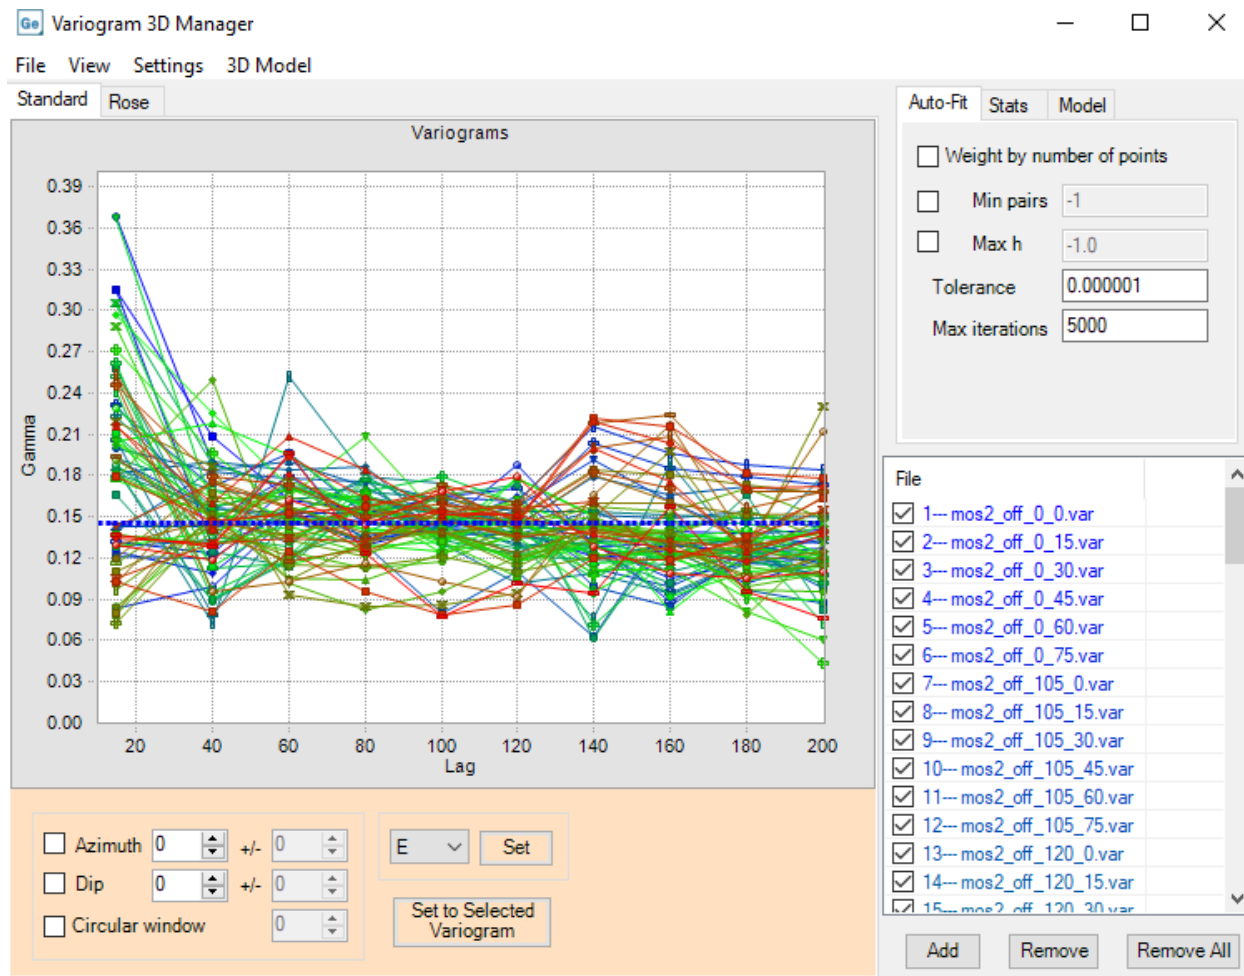 Ge Variogram 3D Manager
File View Settings 3D Model
Standard Rose
Variograms
0.39
0.36
0.33
0.30
0.27
0.24
0.21
0.18
0.15
0.12
0.09
0.06
0.03
0.00
Gamma
20 40 60 80 100 120 140 160 180 200
Lag
Azimuth 0 +/- 0
Dip 0 +/- 0
Circular window 0
E Set
Set to Selected
Variogram
Auto-Fit Stats Model
Weight by number of points
Min pairs -1
Max h -1.0
Tolerance 0.000001
Max iterations 5000
File
1--- mos2_off_0_0.var
2--- mos2_off_0_15.var
3--- mos2_off_0_30.var
4--- mos2_off_0_45.var
5--- mos2_off_0_60.var
6--- mos2_off_0_75.var
7--- mos2_off_105_0.var
8--- mos2_off_105_15.var
9--- mos2_off_105_30.var
10--- mos2_off_105_45.var
11--- mos2_off_105_60.var
12--- mos2_off_105_75.var
13--- mos2_off_120_0.var
14--- mos2_off_120_15.var
15--- mos2_off_120_30.var
Add Remove Remove All